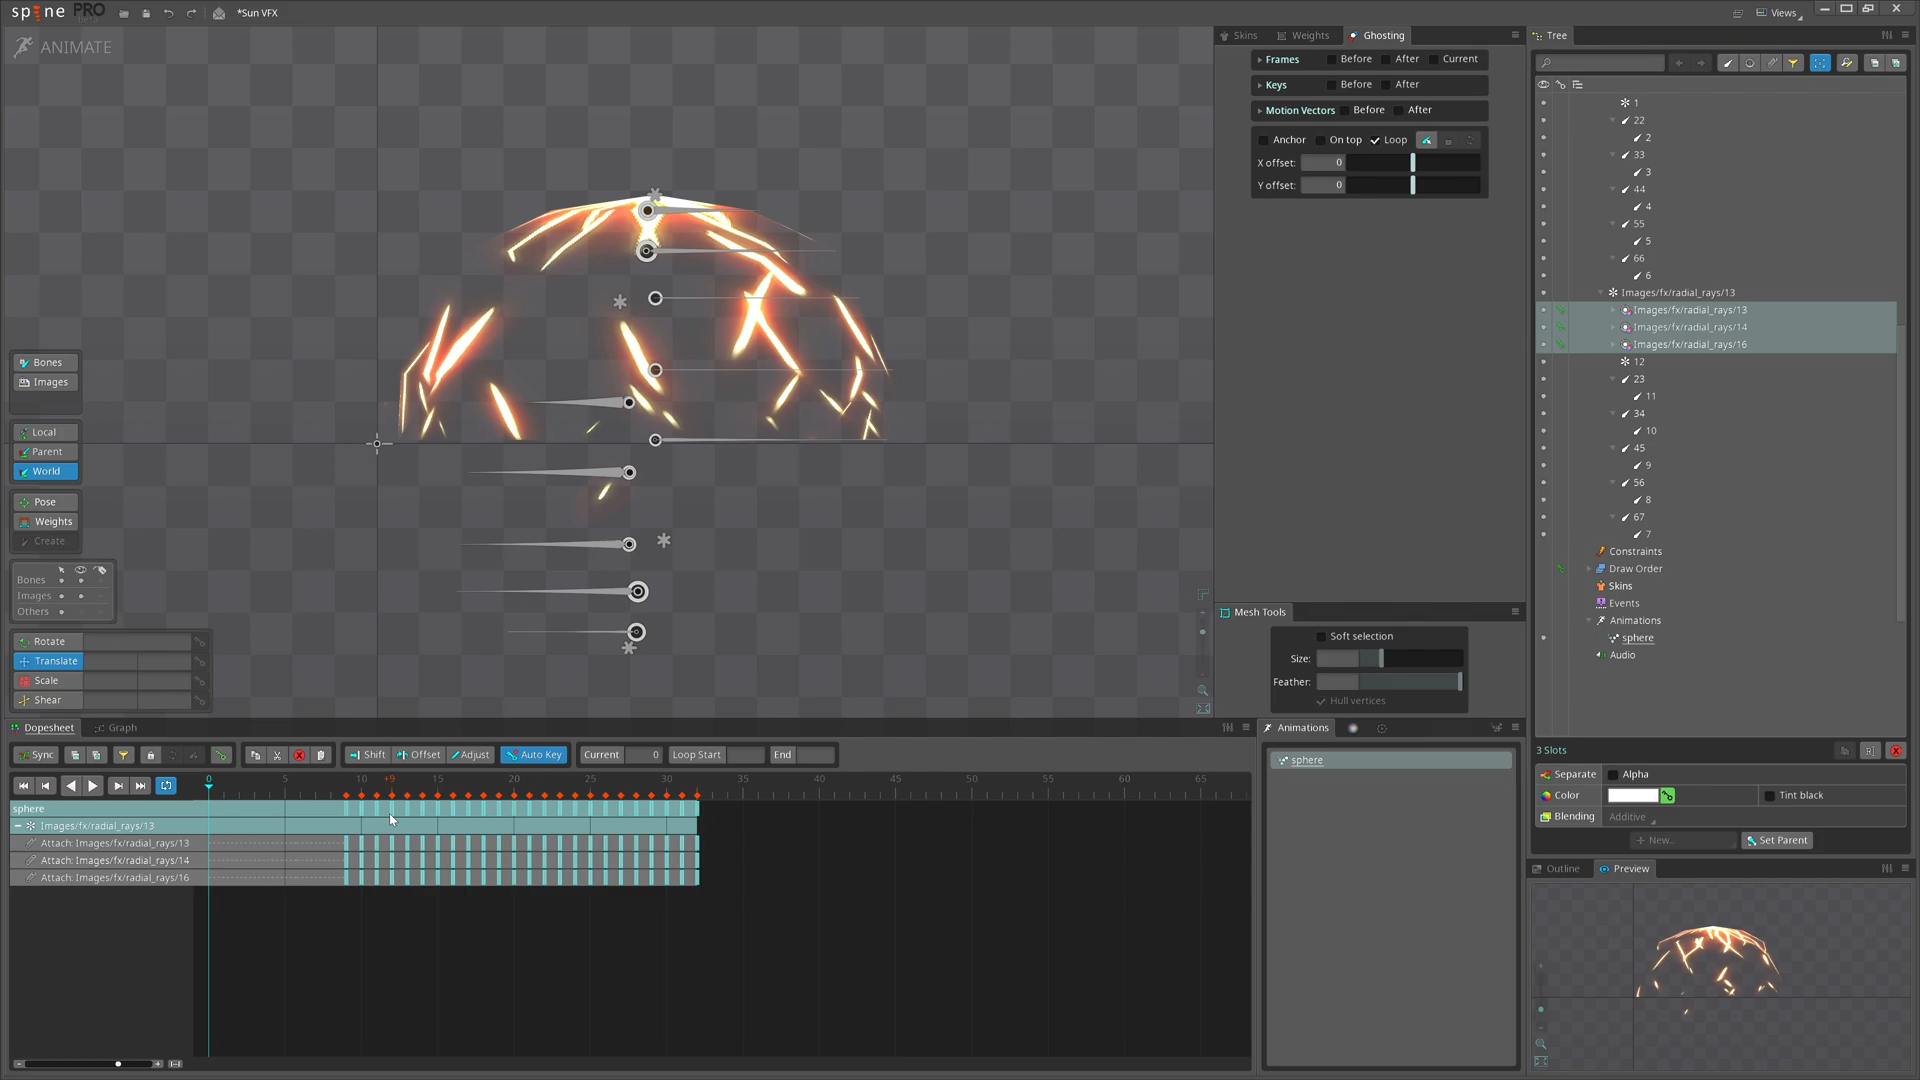 spine PRO
beta
*Sun VFX
Views
ANIMATE
Skins
Weights
Ghosting
Tree
Frames Before After Current
Keys Before After
Motion Vectors Before After
Anchor On top Loop
X offset: 0
Y offset: 0
1
22
2
33
3
44
4
55
5
66
6
Images/fx/radial_rays/13
Images/fx/radial_rays/13
Images/fx/radial_rays/14
Images/fx/radial_rays/16
12
23
11
34
10
45
9
56
8
67
7
Constraints
Draw Order
Skins
Events
Animations
sphere
Audio
Bones
Images
Local
Parent
World
Pose
Weights
Create
Bones
Images
Others
Rotate
Translate
Scale
Shear
Mesh Tools
Soft selection
Size:
Feather:
Hull vertices
Dopesheet
Graph
Sync
Shift
Offset
Adjust
Auto Key
Current 0
Loop Start
End
0 5 10 +9 15 20 25 30 35 40 45 50 55 60 65
sphere
Images/fx/radial_rays/13
Attach: Images/fx/radial_rays/13
Attach: Images/fx/radial_rays/14
Attach: Images/fx/radial_rays/16
Animations
sphere
3 Slots
Separate Alpha
Color Tint black
Blending Additive
+ New...
Set Parent
Outline
Preview